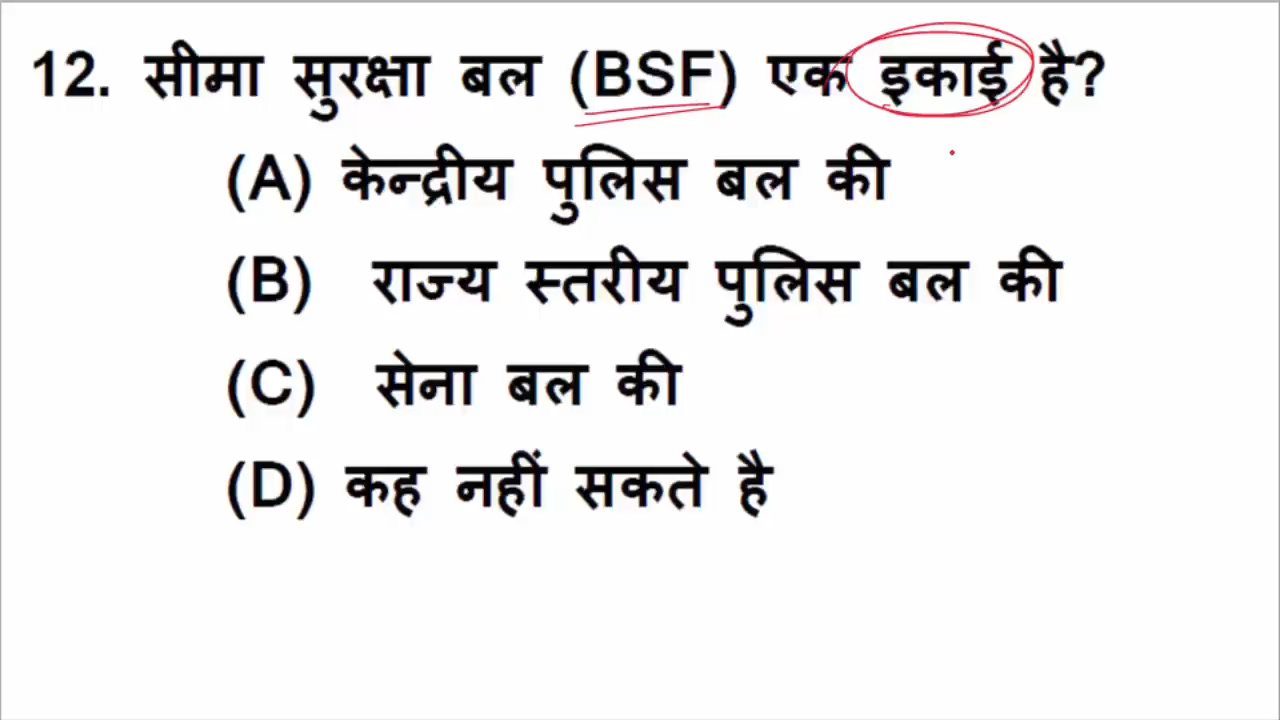 12. सीमा सुरक्षा बल (BSF) एक इकाई है?
(A) केन्द्रीय पुलिस बल की
(B) राज्य स्तरीय पुलिस बल की
(C) सेना बल की
(D) कह नहीं सकते है